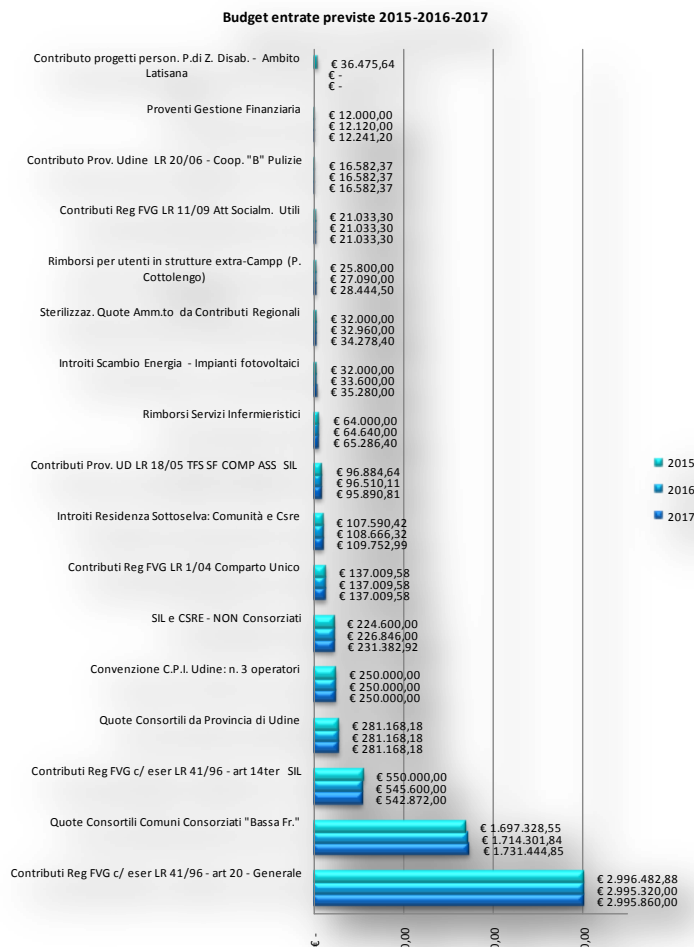 Budget entrate previste 2015-2016-2017
Contributo progetti person. P.di Z. Disab. - Ambito
Latisana
€ 36.475,64
€ -
€ -
Proventi Gestione Finanziaria
€ 12.000,00
€ 12.120,00
€ 12.241,20
Contributo Prov. Udine LR 20/06 - Coop. "B" Pulizie
€ 16.582,37
€ 16.582,37
€ 16.582,37
Contributi Reg FVG LR 11/09 Att Socialm. Utili
€ 21.033,30
€ 21.033,30
€ 21.033,30
Rimborsi per utenti in strutture extra-Campp (P.
Cottolengo)
€ 25.800,00
€ 27.090,00
€ 28.444,50
Sterilizzaz. Quote Amm.to da Contributi Regionali
€ 32.000,00
€ 32.960,00
€ 34.278,40
Introiti Scambio Energia - Impianti fotovoltaici
€ 32.000,00
€ 33.600,00
€ 35.280,00
Rimborsi Servizi Infermieristici
€ 64.000,00
€ 64.640,00
€ 65.286,40
Contributi Prov. UD LR 18/05 TFS SF COMP ASS SIL
€ 96.884,64
€ 96.510,11
€ 95.890,81
Introiti Residenza Sottoselva: Comunità e Csre
€ 107.590,42
€ 108.666,32
€ 109.752,99
Contributi Reg FVG LR 1/04 Comparto Unico
€ 137.009,58
€ 137.009,58
€ 137.009,58
SIL e CSRE - NON Consorziati
€ 224.600,00
€ 226.846,00
€ 231.382,92
Convenzione C.P.I. Udine: n. 3 operatori
€ 250.000,00
€ 250.000,00
€ 250.000,00
Quote Consortili da Provincia di Udine
€ 281.168,18
€ 281.168,18
€ 281.168,18
Contributi Reg FVG c/ eser LR 41/96 - art 14ter SIL
€ 550.000,00
€ 545.600,00
€ 542.872,00
Quote Consortili Comuni Consorziati "Bassa Fr."
€ 1.697.328,55
€ 1.714.301,84
€ 1.731.444,85
Contributi Reg FVG c/ eser LR 41/96 - art 20 - Generale
€ 2.996.482,88
€ 2.995.320,00
€ 2.995.860,00
2015
2016
2017
€ -